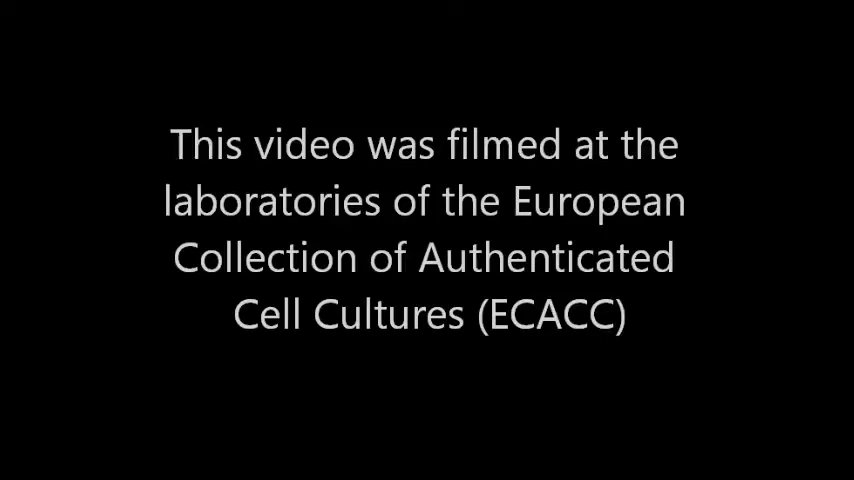 This video was filmed at the
laboratories of the European
Collection of Authenticated
Cell Cultures (ECACC)